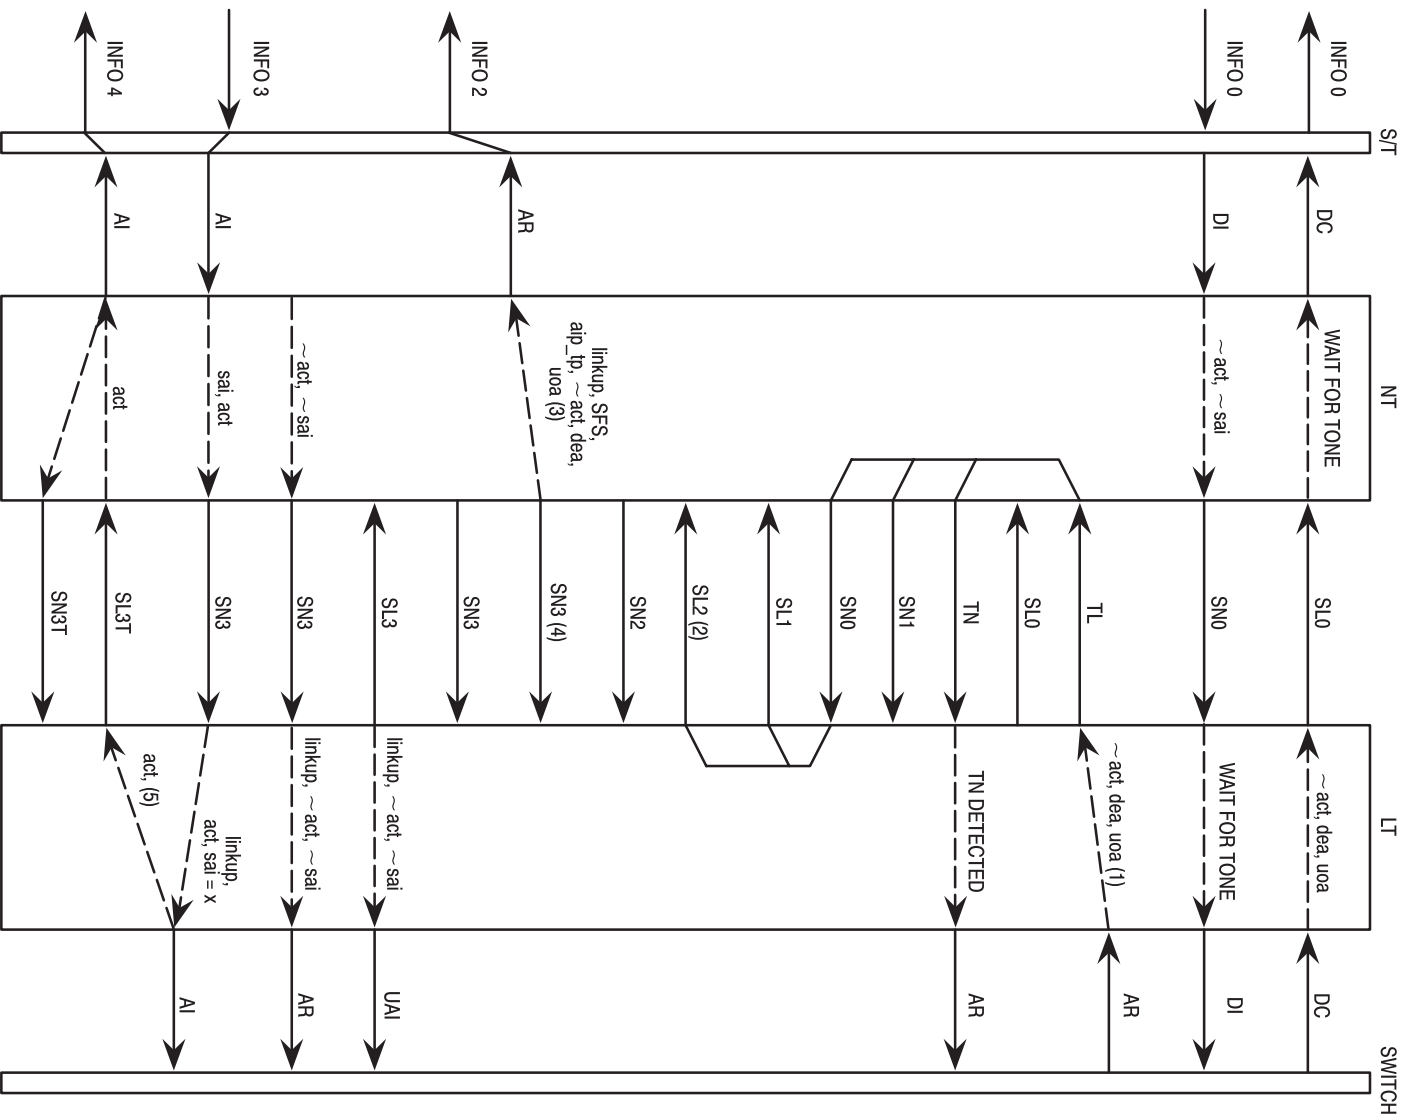 S/T
NT
LT
SWITCH
INFO 0
DC
WAIT FOR TONE
SL0
~ act, dea, uoa
DC
INFO 0
DI
~ act, ~ sai
SN0
WAIT FOR TONE
DI
TL
~ act, dea, uoa (1)
AR
SL0
TN
TN DETECTED
AR
SN1
SN0
SL1
SL2 (2)
SN2
INFO 2
AR
linkup, SFS,
aip_tp, ~ act, dea,
uoa (3)
SN3 (4)
SN3
SL3
linkup, ~ act, ~ sai
UAI
~ act, ~ sai
SN3
linkup, ~ act, ~ sai
AR
INFO 3
AI
sai, act
SN3
linkup,
act, sai = x
AI
INFO 4
AI
act
SL3T
act, (5)
SN3T